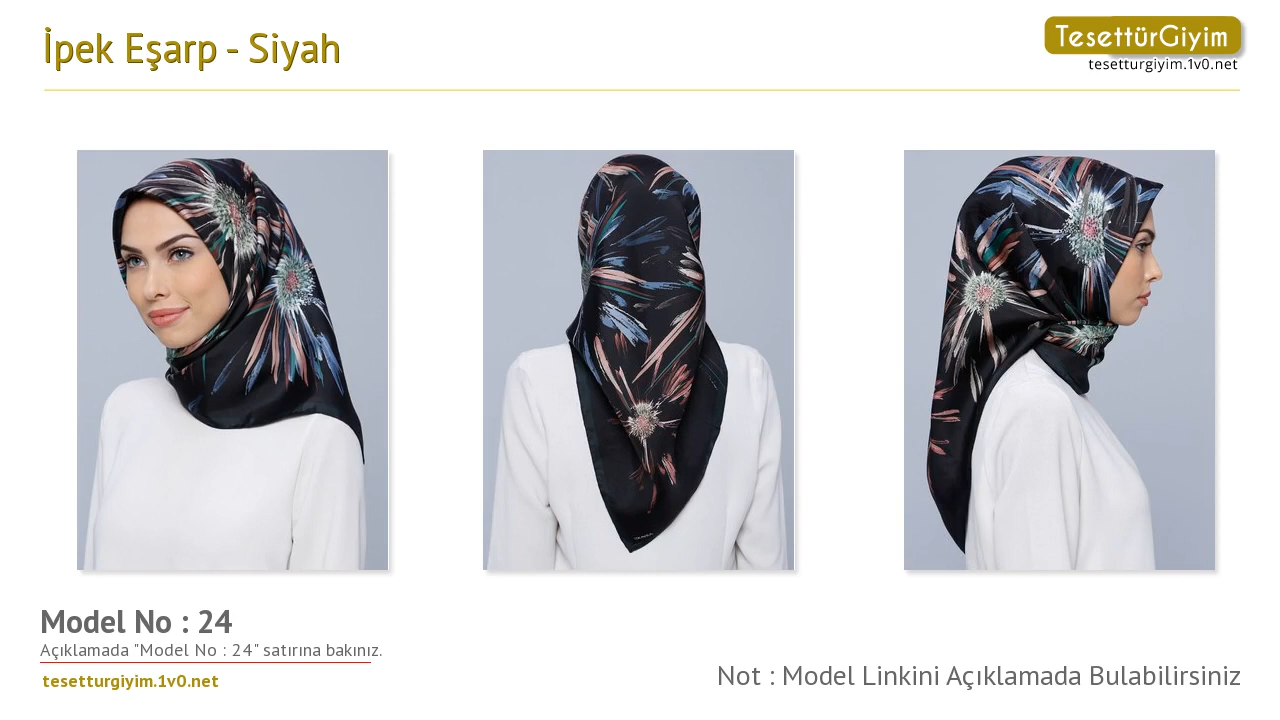 İpek Eşarp - Siyah
TesettürGiyim
tesetturgiyim.1v0.net
Model No : 24
Açıklamada "Model No : 24" satırına bakınız.
tesetturgiyim.1v0.net
Not : Model Linkini Açıklamada Bulabilirsiniz